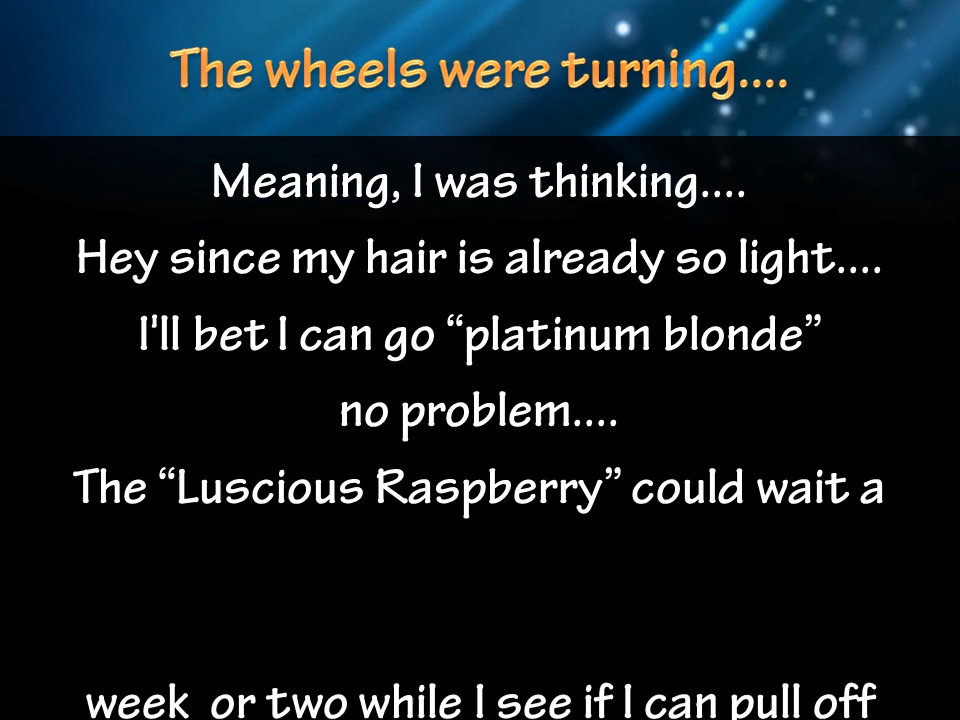 The wheels were turning....
Meaning, I was thinking....
Hey since my hair is already so light....
I'll bet I can go “platinum blonde”
no problem....
The “Luscious Raspberry” could wait a
week  or two while I see if I can pull off